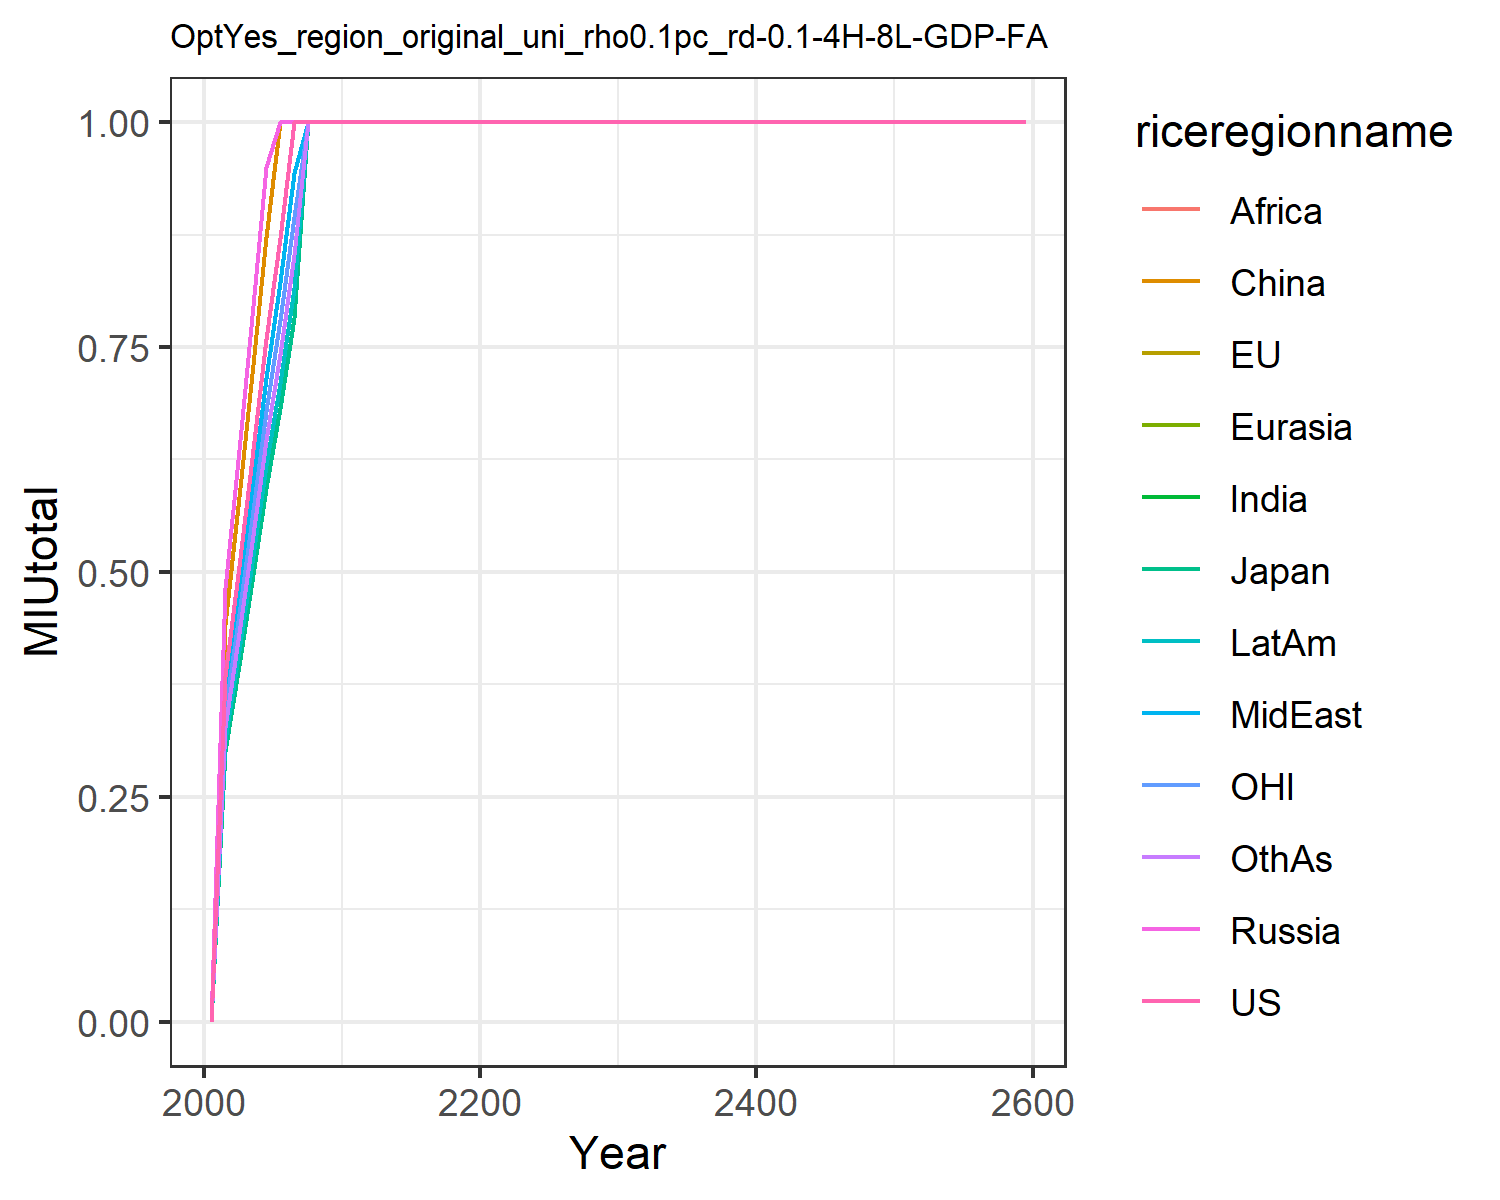 OptYes_region_original_uni_rho0.1pc_rd-0.1-4H-8L-GDP-FA
1.00
0.75
0.50
0.25
0.00
MIUtotal
2000 2200 2400 2600
Year
riceregionname
Africa
China
EU
Eurasia
India
Japan
LatAm
MidEast
OHI
OthAs
Russia
US